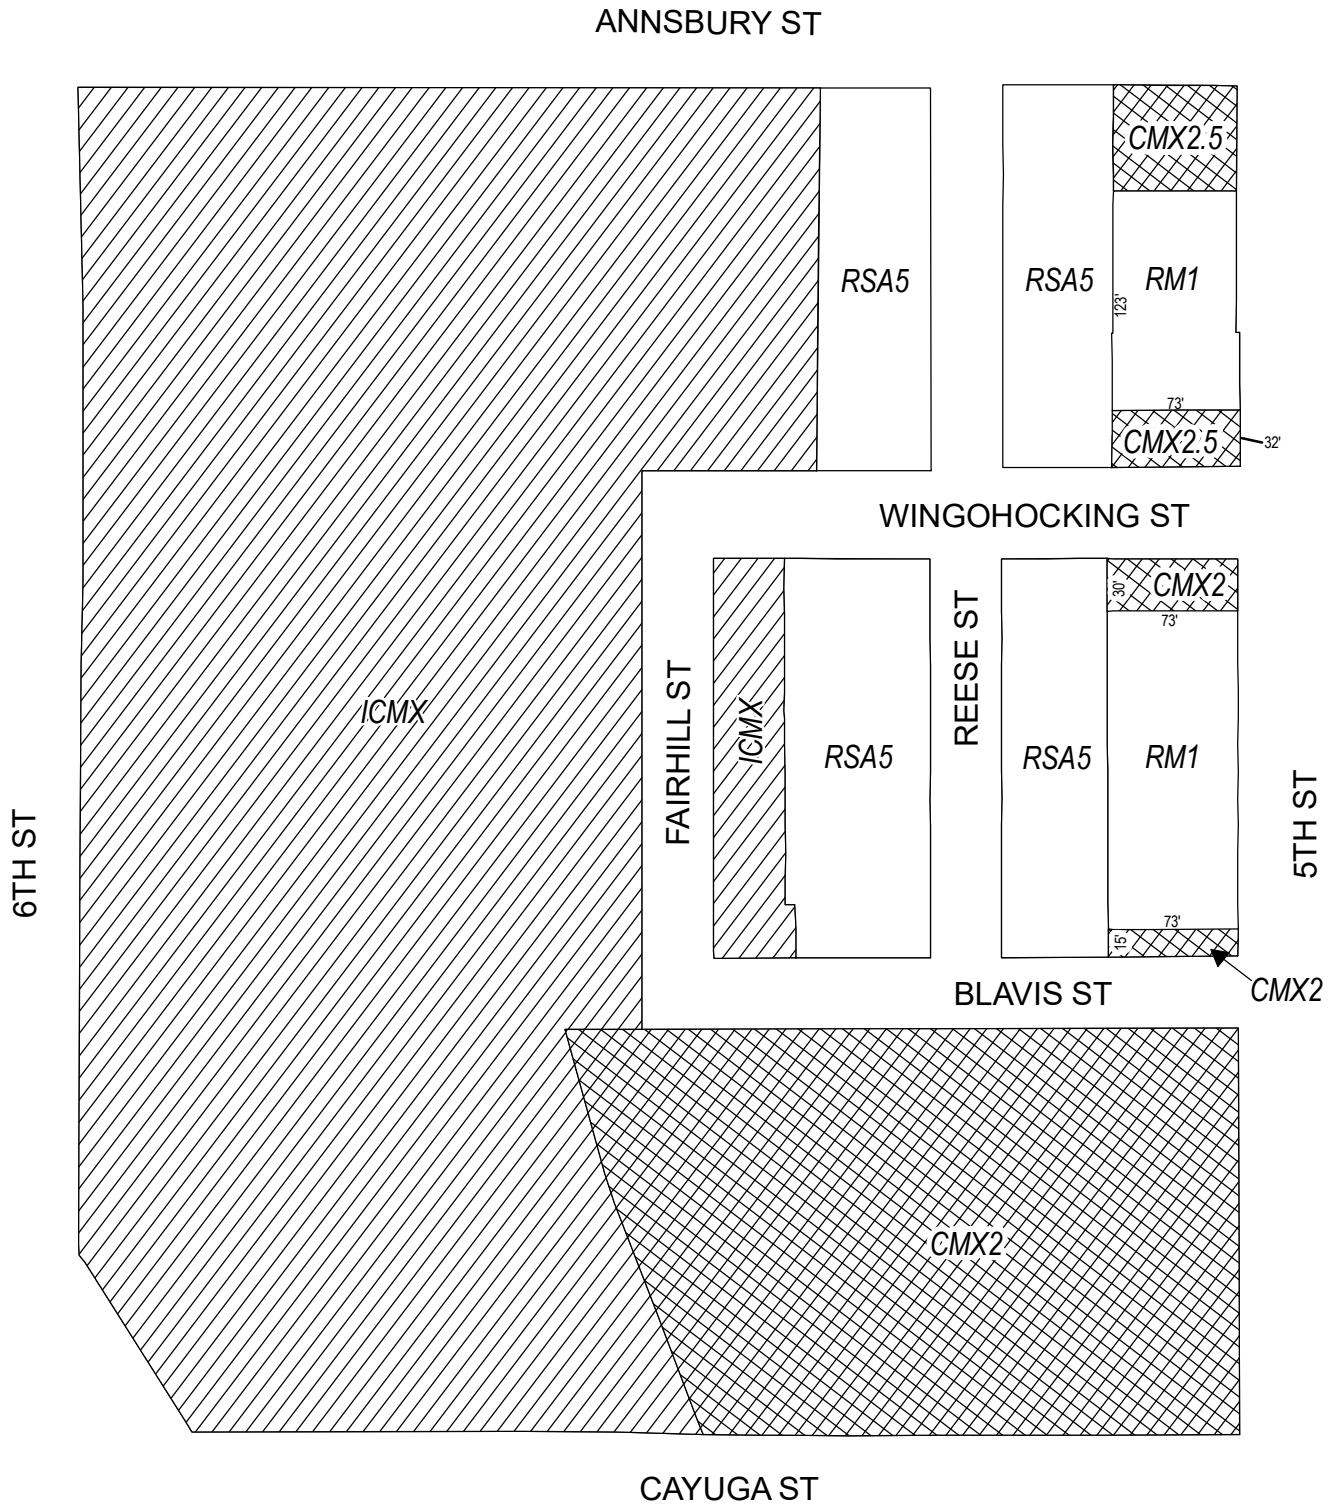 ANNSBURY ST
CMX2.5
RSA5
RSA5
RM1
123'
73'
CMX2.5
32'
WINGOHOCKING ST
30'
CMX2
73'
REESE ST
FAIRHILL ST
ICMX
ICMX
RSA5
RSA5
RM1
6TH ST
5TH ST
73'
15'
BLAVIS ST
CMX2
CMX2
CAYUGA ST